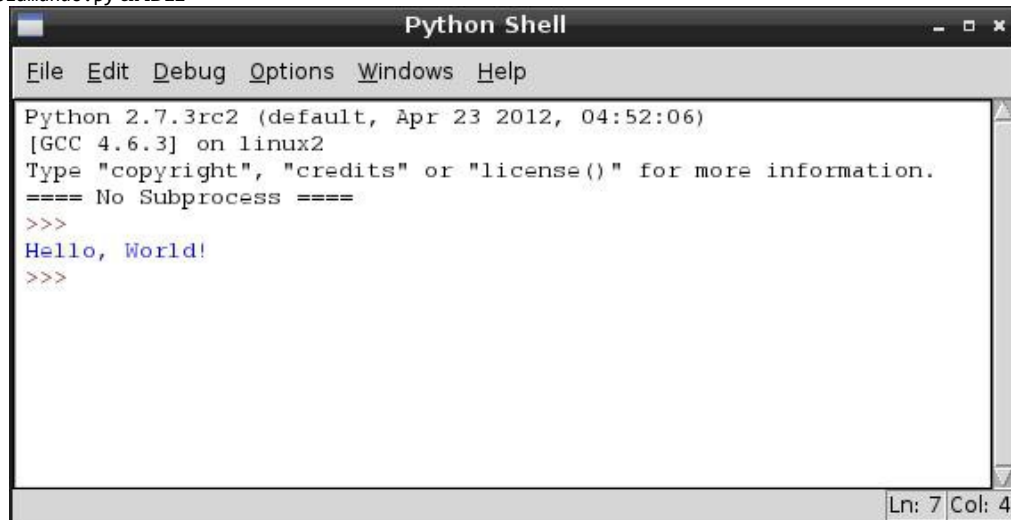 Python Shell
File Edit Debug Options Windows Help
Python 2.7.3rc2 (default, Apr 23 2012, 04:52:06)
[GCC 4.6.3] on linux2
Type "copyright", "credits" or "license()" for more information.
==== No Subprocess ====
>>>
Hello, World!
>>>
Ln: 7 Col: 4